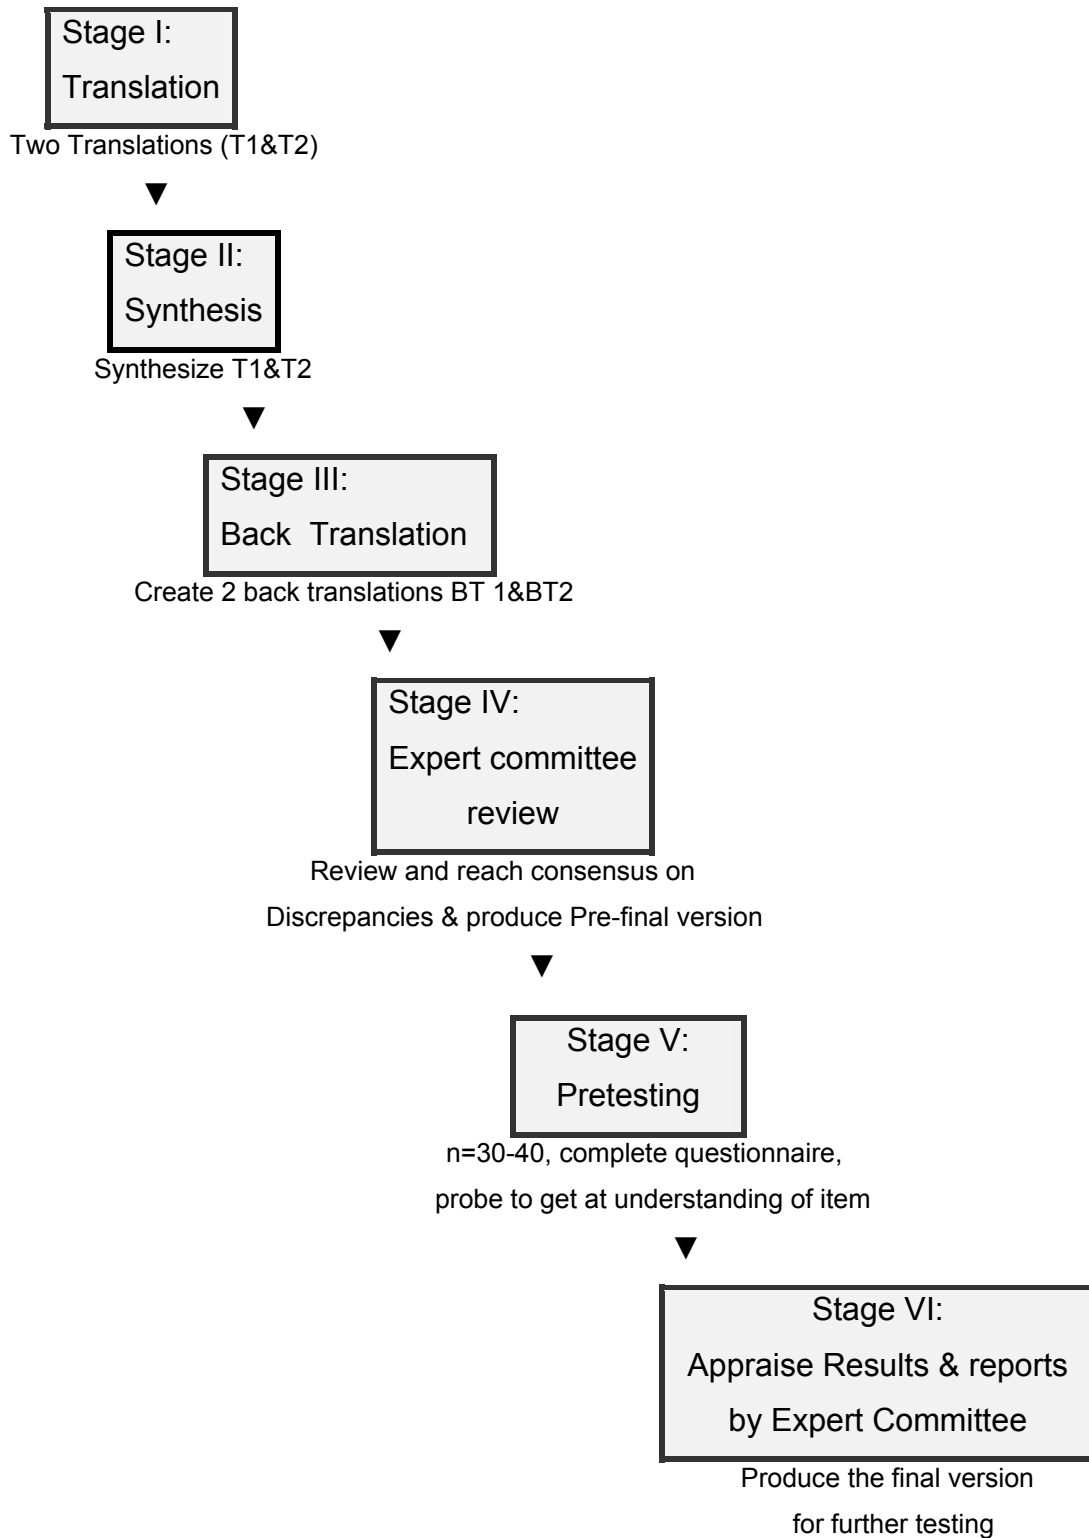 Stage I:
Translation
Two Translations (T1&T2)
▼
Stage II:
Synthesis
Synthesize T1&T2
▼
Stage III:
Back  Translation
Create 2 back translations BT 1&BT2
▼
Stage IV:
Expert committee
review
Review and reach consensus on
Discrepancies & produce Pre-final version
▼
Stage V:
Pretesting
n=30-40, complete questionnaire,
probe to get at understanding of item
▼
Stage VI:
Appraise Results & reports
by Expert Committee
Produce the final version
for further testing